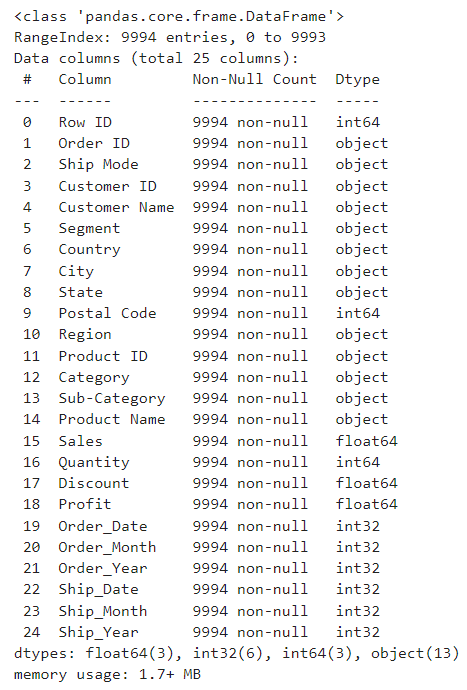 <class 'pandas.core.frame.DataFrame'>
RangeIndex: 9994 entries, 0 to 9993
Data columns (total 25 columns):
 #   Column         Non-Null Count  Dtype
---  ------         --------------  -----
 0   Row ID         9994 non-null   int64
 1   Order ID       9994 non-null   object
 2   Ship Mode      9994 non-null   object
 3   Customer ID    9994 non-null   object
 4   Customer Name  9994 non-null   object
 5   Segment        9994 non-null   object
 6   Country        9994 non-null   object
 7   City           9994 non-null   object
 8   State          9994 non-null   object
 9   Postal Code    9994 non-null   int64
 10  Region         9994 non-null   object
 11  Product ID     9994 non-null   object
 12  Category       9994 non-null   object
 13  Sub-Category   9994 non-null   object
 14  Product Name   9994 non-null   object
 15  Sales          9994 non-null   float64
 16  Quantity       9994 non-null   int64
 17  Discount       9994 non-null   float64
 18  Profit         9994 non-null   float64
 19  Order_Date     9994 non-null   int32
 20  Order_Month    9994 non-null   int32
 21  Order_Year     9994 non-null   int32
 22  Ship_Date      9994 non-null   int32
 23  Ship_Month     9994 non-null   int32
 24  Ship_Year      9994 non-null   int32
dtypes: float64(3), int32(6), int64(3), object(13)
memory usage: 1.7+ MB